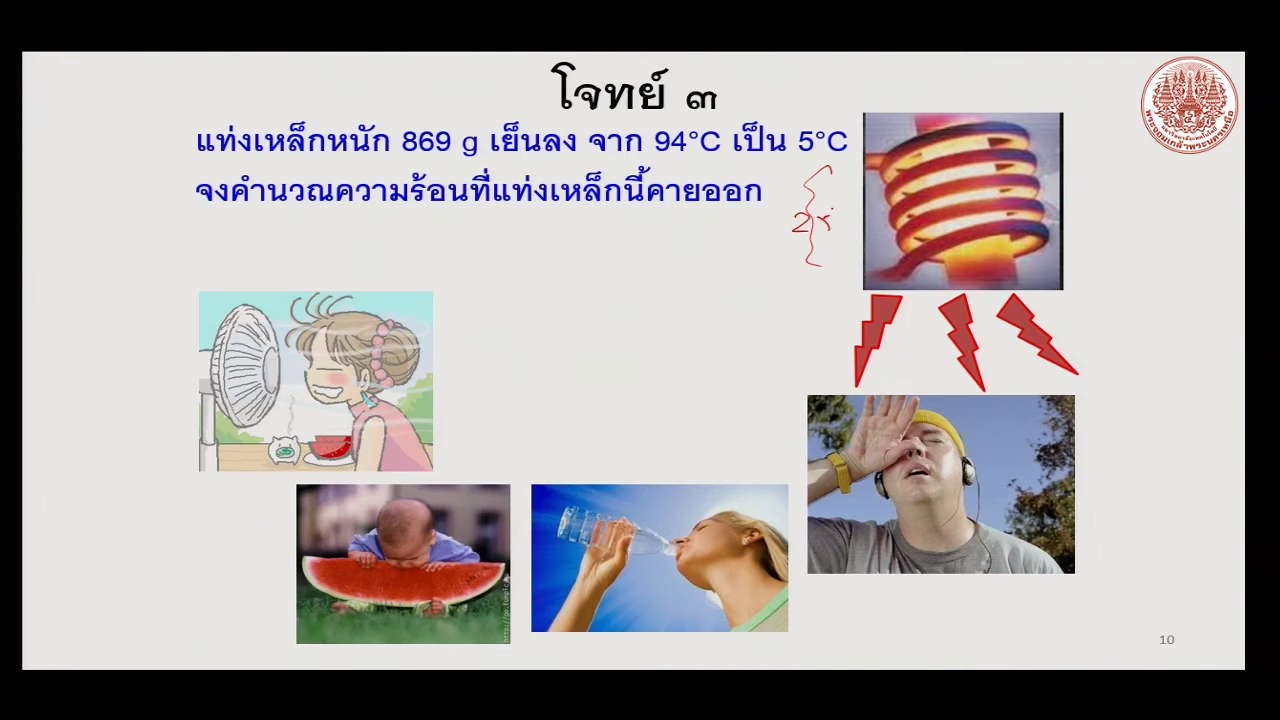 โจทย์ ๓
แท่งเหล็กหนัก 869 g เย็นลง จาก 94°C เป็น 5°C
จงคำนวณความร้อนที่แท่งเหล็กนี้คายออก
10